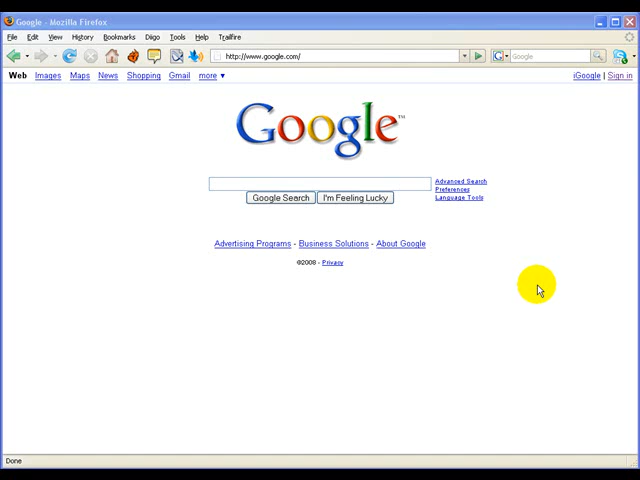 Google - Mozilla Firefox
File Edit View History Bookmarks Diigo Tools Help Trailfire
http://www.google.com/ Google
Web Images Maps News Shopping Gmail more ▼ iGoogle | Sign in
Google™
Advanced Search
Preferences
Language Tools
Google Search I'm Feeling Lucky
Advertising Programs - Business Solutions - About Google
©2008 - Privacy
Done